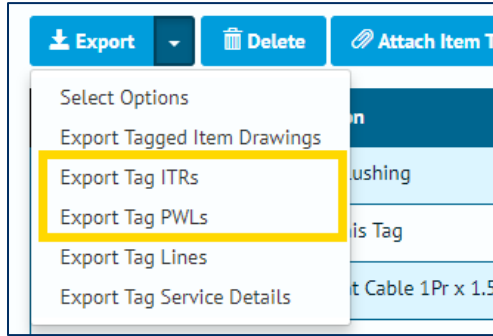 Export Delete Attach Item T
Select Options
on
Export Tagged Item Drawings
Export Tag ITRs
lushing
Export Tag PWLs
is Tag
Export Tag Lines
Export Tag Service Details
t Cable 1Pr x 1.5